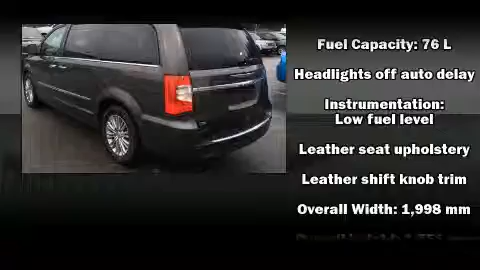 Fuel Capacity: 76 L
Headlights off auto delay
Instrumentation:
Low fuel level
Leather seat upholstery
Leather shift knob trim
Overall Width: 1,998 mm